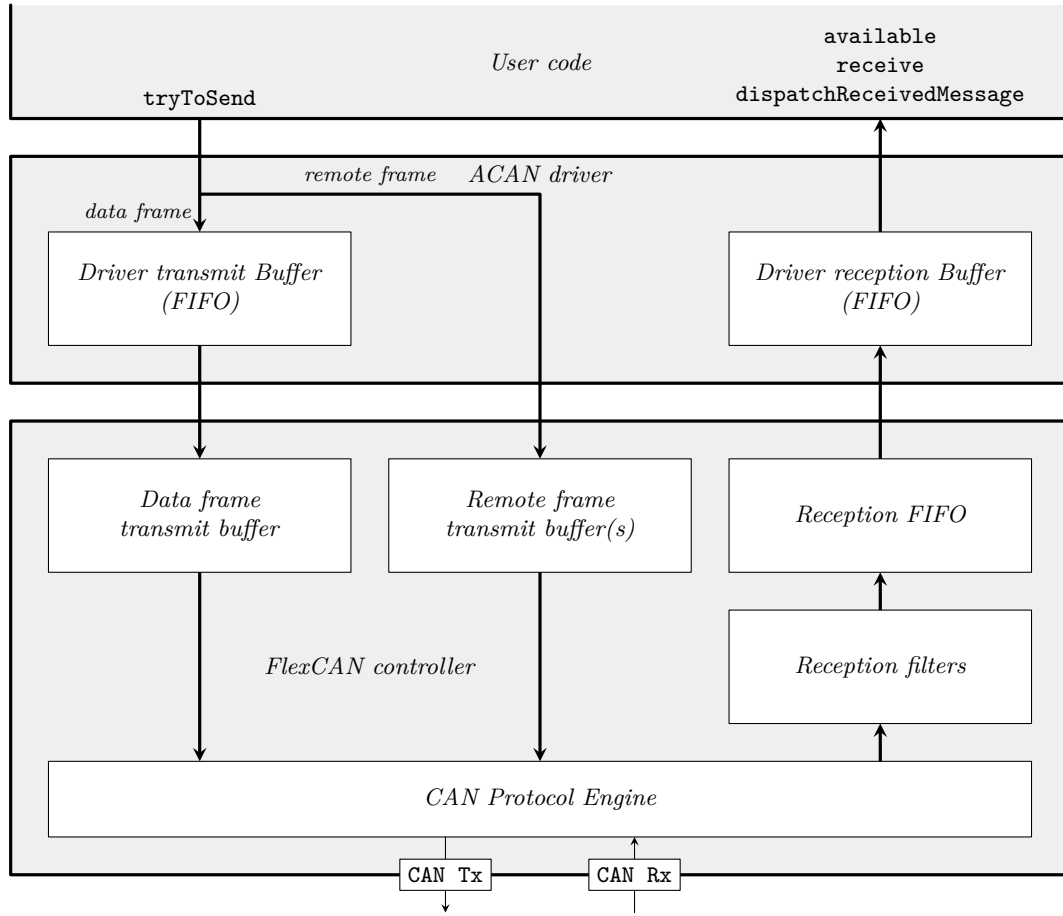 User code
available
receive
dispatchReceivedMessage
tryToSend
remote frame
ACAN driver
data frame
Driver transmit Buffer
(FIFO)
Driver reception Buffer
(FIFO)
Data frame
transmit buffer
Remote frame
transmit buffer(s)
Reception FIFO
FlexCAN controller
Reception filters
CAN Protocol Engine
CAN Tx
CAN Rx